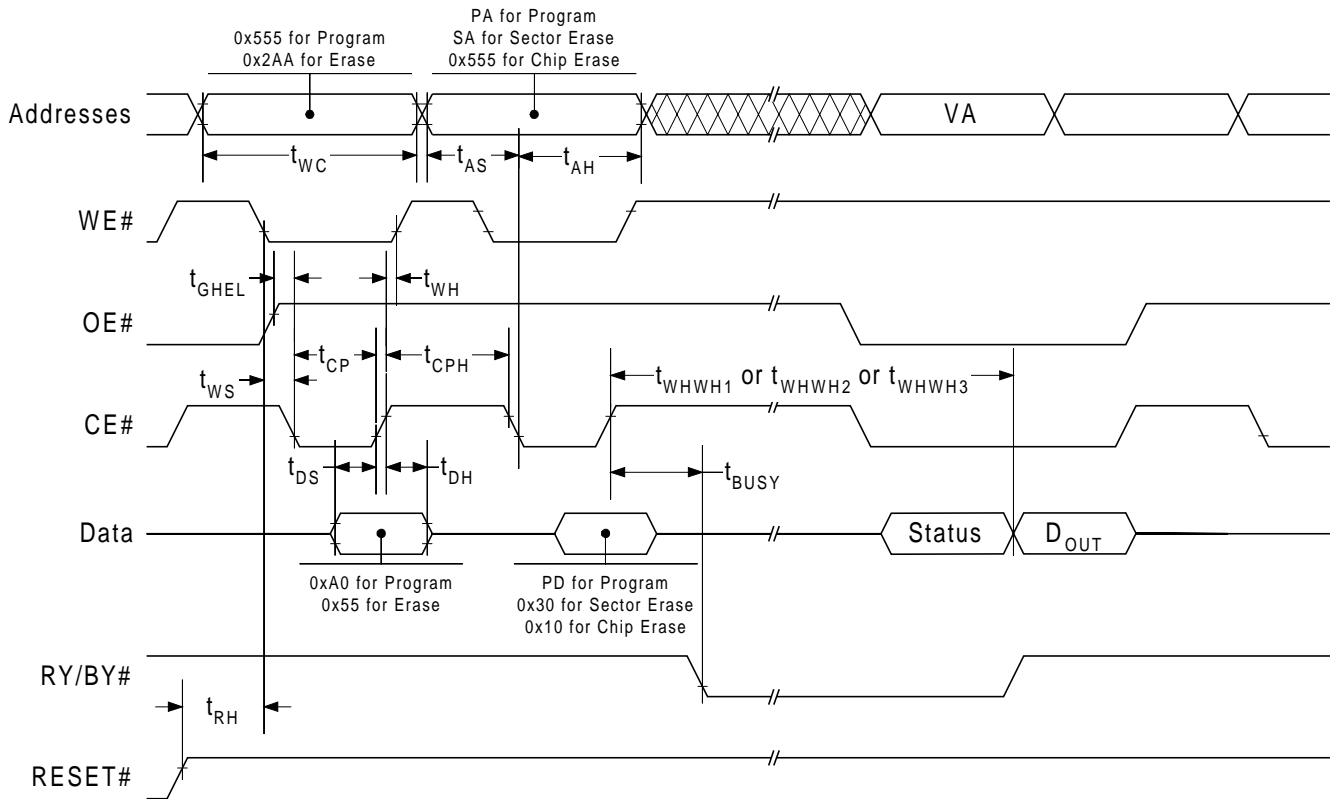 0x555 for Program
0x2AA for Erase
PA for Program
SA for Sector Erase
0x555 for Chip Erase
Addresses
VA
tWC
tAS
tAH
WE#
tGHEL
tWH
OE#
tCP
tCPH
tWS
tWHWH1 or tWHWH2 or tWHWH3
CE#
tDS
tDH
tBUSY
Data
Status
DOUT
0xA0 for Program
0x55 for Erase
PD for Program
0x30 for Sector Erase
0x10 for Chip Erase
RY/BY#
tRH
RESET#